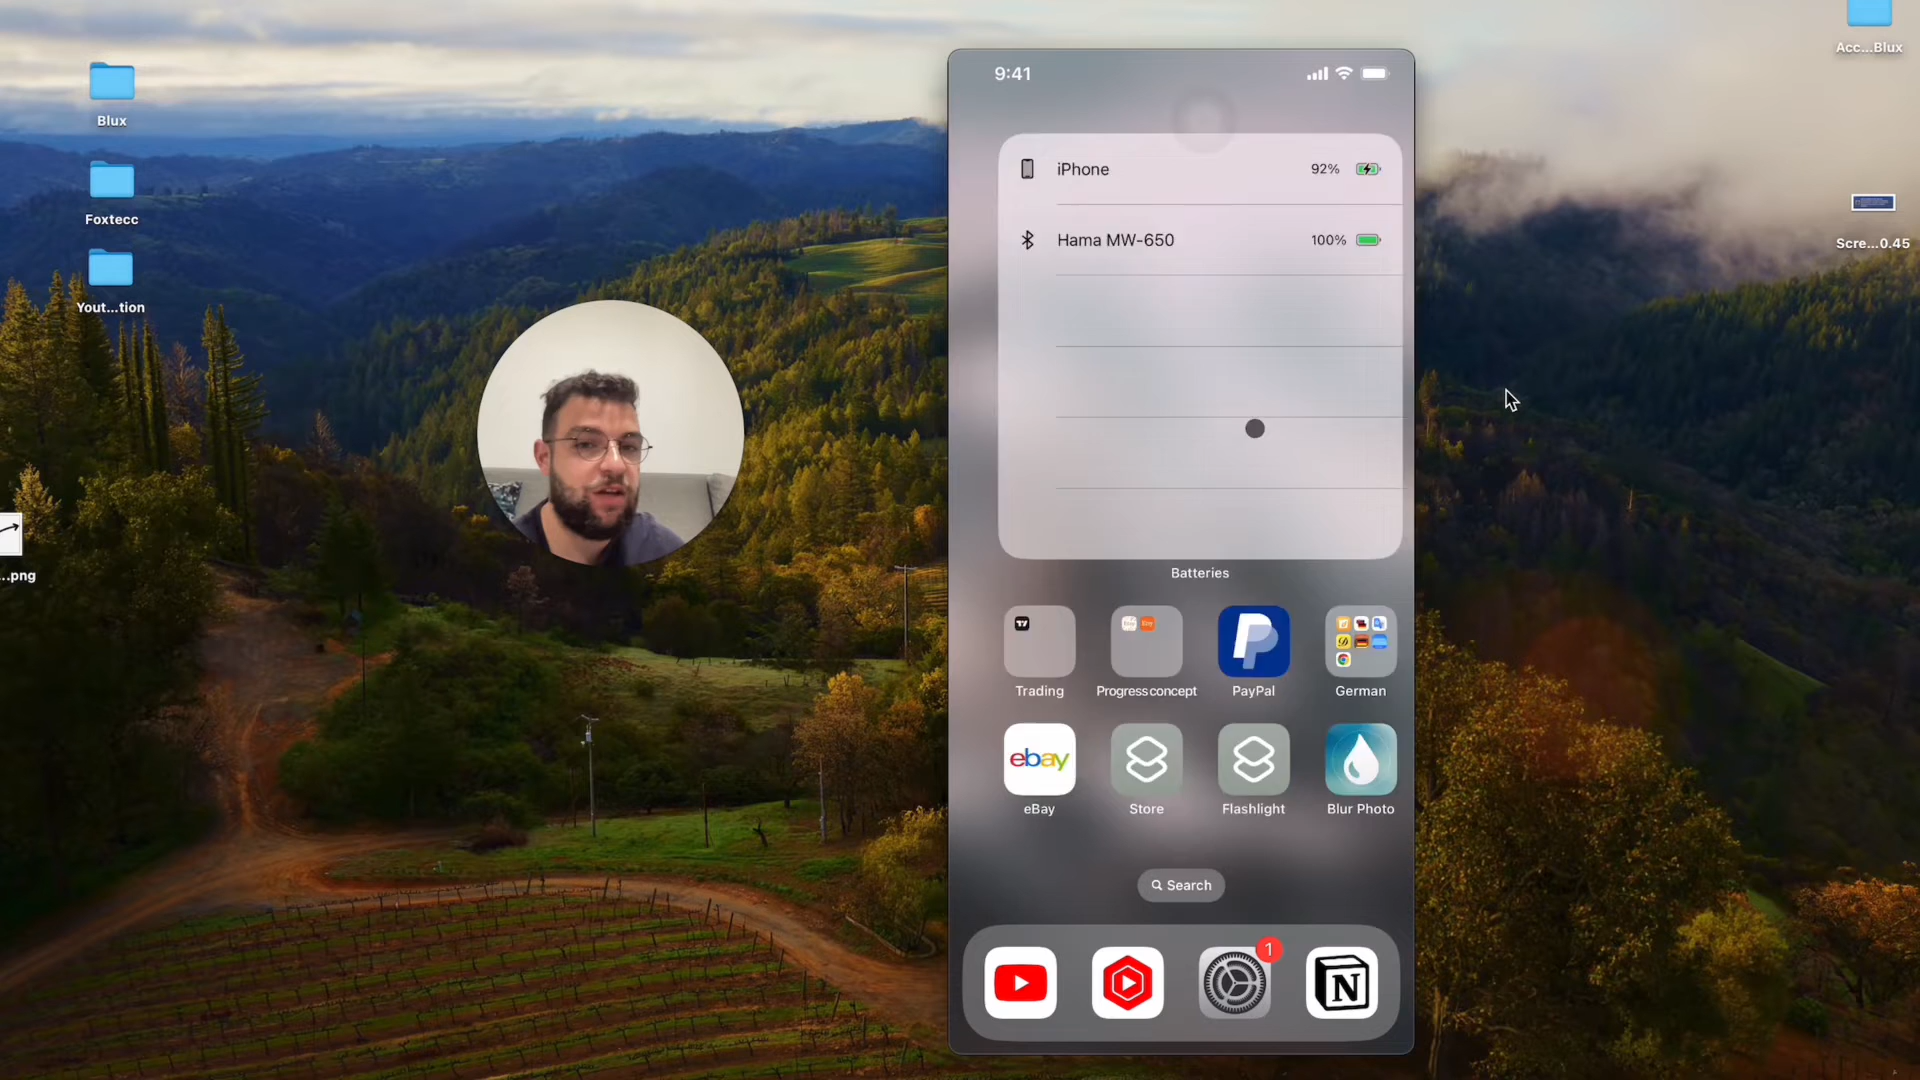 Blux
Foxtecc
Yout...tion
...png
Acc...Blux
Scre...0.45
9:41
iPhone
92%
Hama MW-650
100%
Batteries
Trading
Progressconcept
PayPal
German
ebay
eBay
Store
Flashlight
Blur Photo
Search
1
N